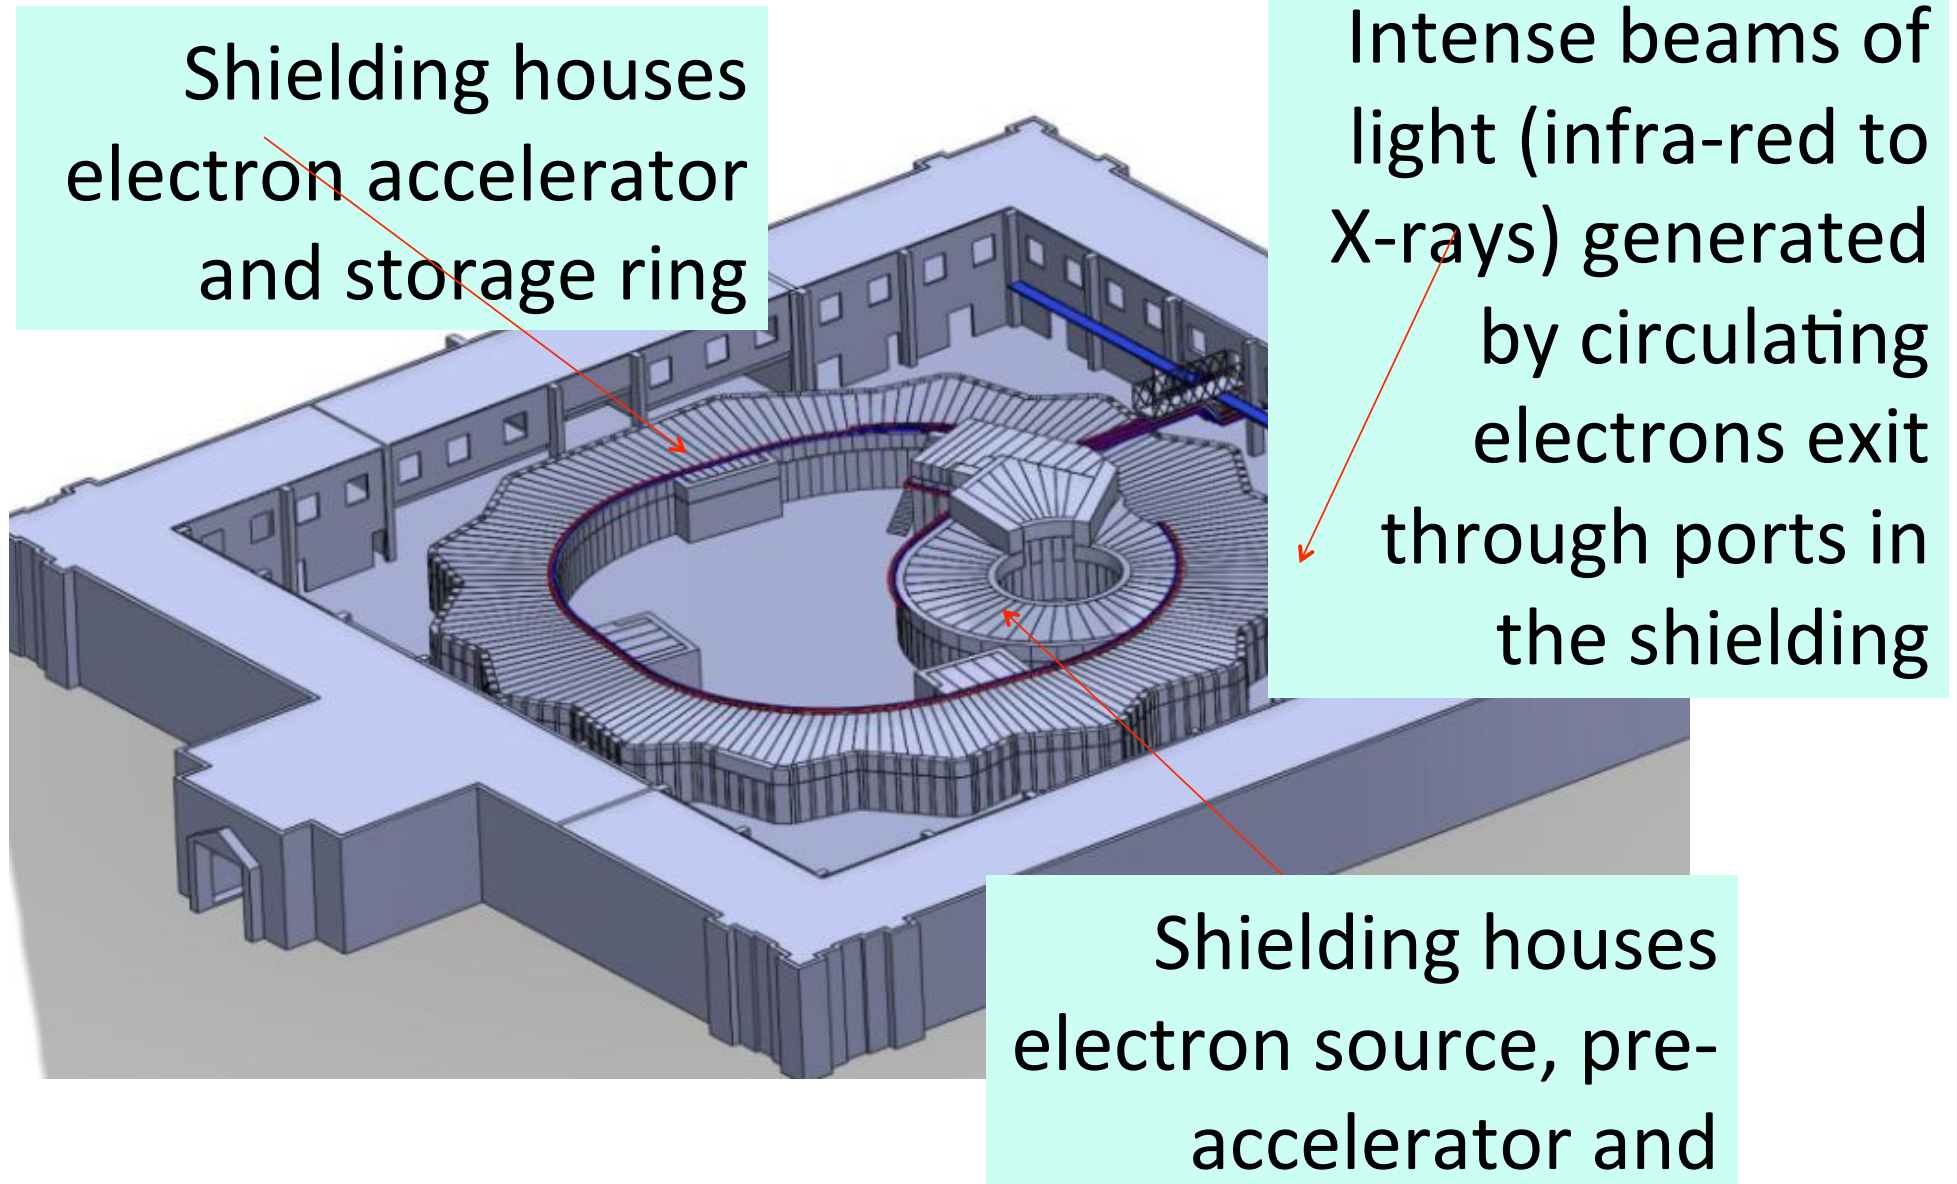 Shielding houses
electron accelerator
and storage ring
Intense beams of
light (infra-red to
X-rays) generated
by circulating
electrons exit
through ports in
the shielding
Shielding houses
electron source, pre-
accelerator and